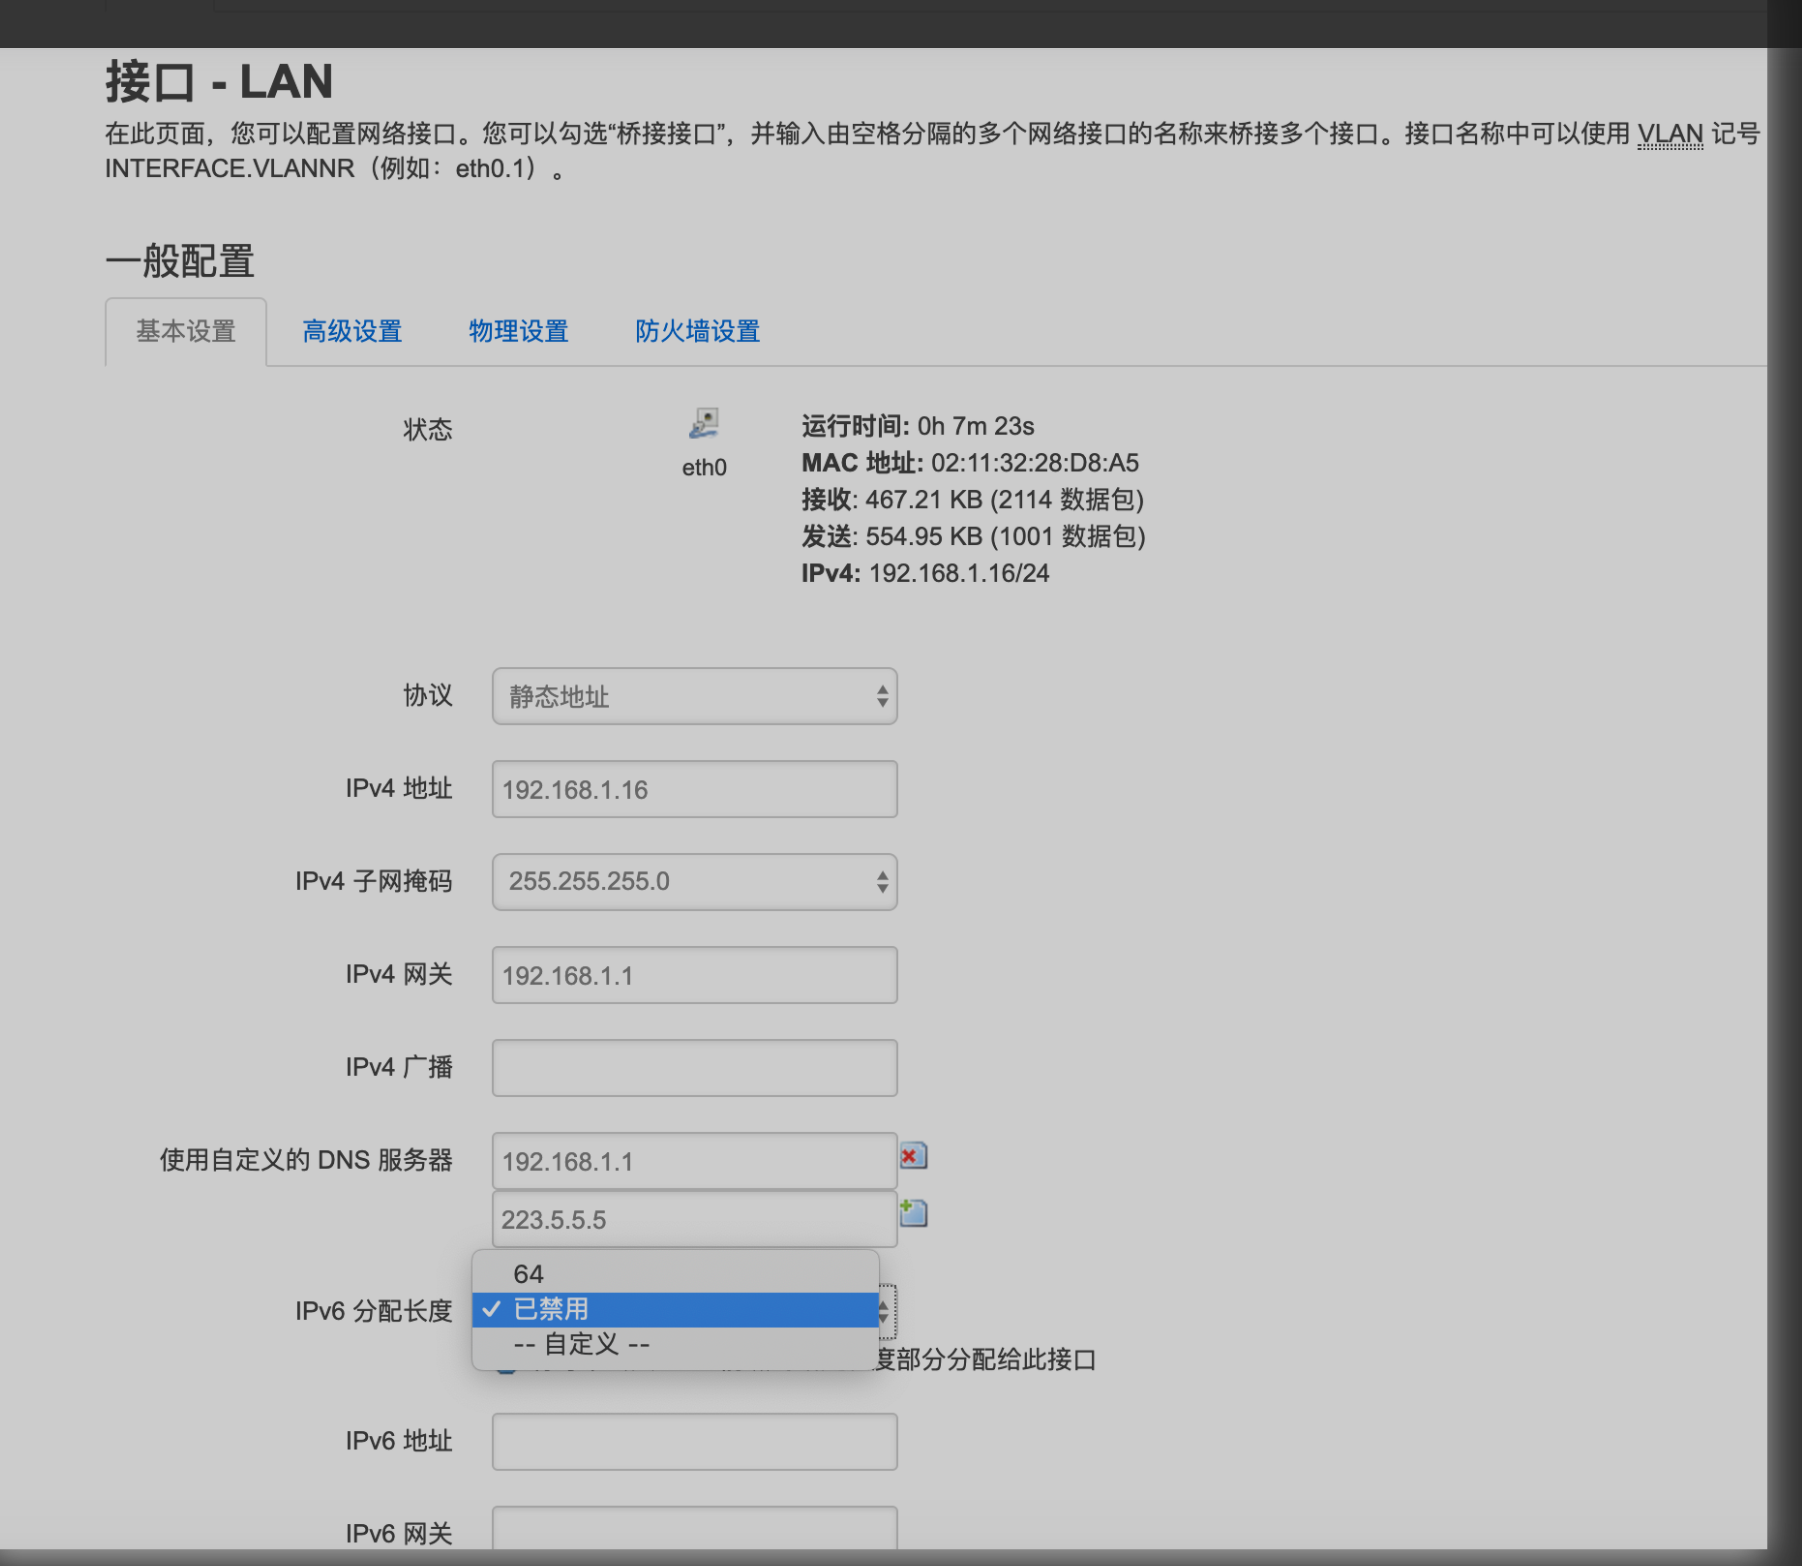 接口 - LAN
在此页面，您可以配置网络接口。您可以勾选“桥接接口”，并输入由空格分隔的多个网络接口的名称来桥接多个接口。接口名称中可以使用 VLAN 记号
INTERFACE.VLANNR（例如：eth0.1）。
一般配置
基本设置 高级设置 物理设置 防火墙设置
状态
eth0
运行时间: 0h 7m 23s
MAC 地址: 02:11:32:28:D8:A5
接收: 467.21 KB (2114 数据包)
发送: 554.95 KB (1001 数据包)
IPv4: 192.168.1.16/24
协议 静态地址
IPv4 地址 192.168.1.16
IPv4 子网掩码 255.255.255.0
IPv4 网关 192.168.1.1
IPv4 广播
使用自定义的 DNS 服务器 192.168.1.1
223.5.5.5
64
IPv6 分配长度 已禁用
-- 自定义 --
度部分分配给此接口
IPv6 地址
IPv6 网关